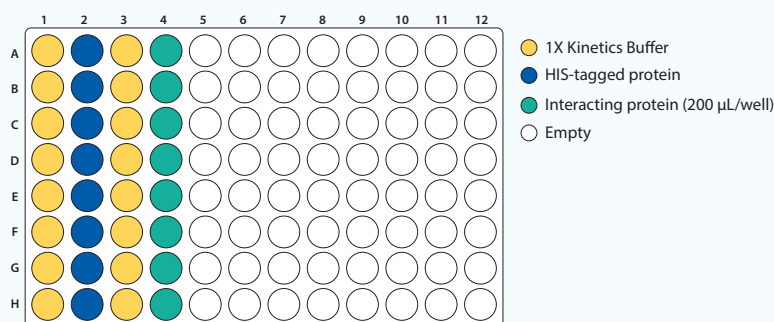 1 2 3 4 5 6 7 8 9 10 11 12
A
B
C
D
E
F
G
H
1X Kinetics Buffer
HIS-tagged protein
Interacting protein (200 µL/well)
Empty